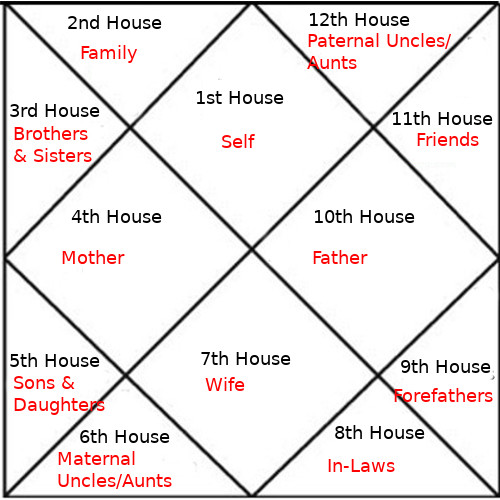 2nd House
Family
12th House
Paternal Uncles/
Aunts
1st House
Self
3rd House
Brothers
& Sisters
11th House
Friends
4th House
Mother
10th House
Father
5th House
Sons &
Daughters
7th House
Wife
9th House
Forefathers
6th House
Maternal
Uncles/Aunts
8th House
In-Laws